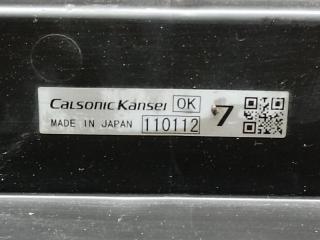 Calsonic Kansei OK 7
MADE IN JAPAN 110112